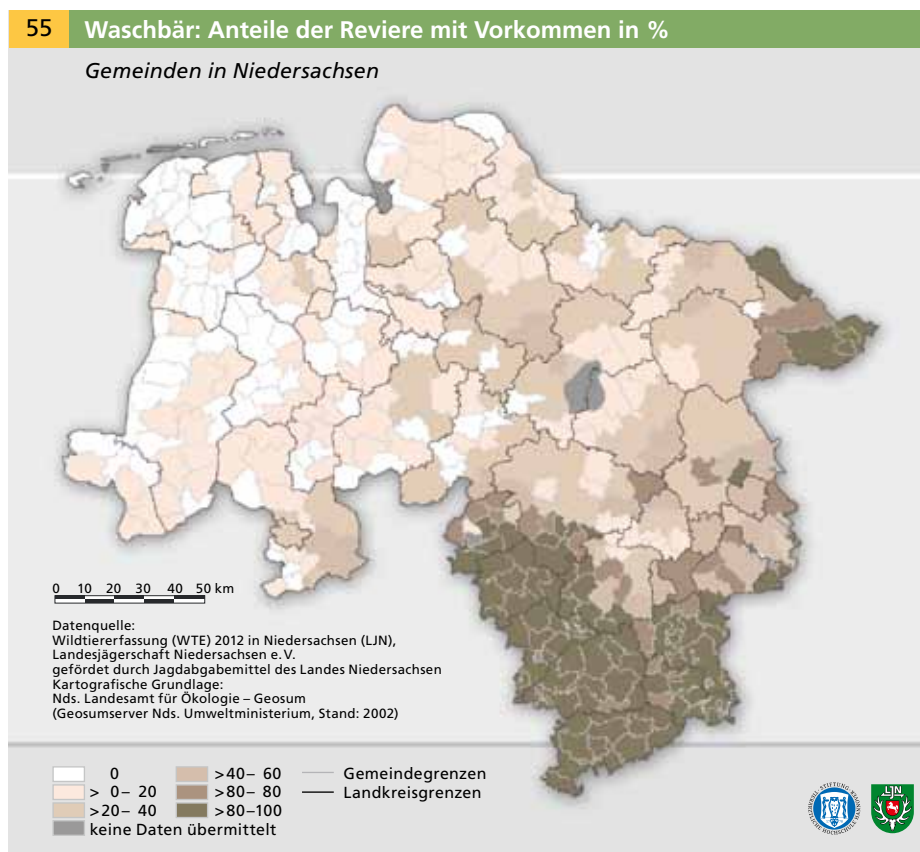 55 Waschbär: Anteile der Reviere mit Vorkommen in %
Gemeinden in Niedersachsen
0 10 20 30 40 50 km
Datenquelle:
Wildtiererfassung (WTE) 2012 in Niedersachsen (LJN),
Landesjägerschaft Niedersachsen e. V.
gefördert durch Jagdabgabemittel des Landes Niedersachsen
Kartografische Grundlage:
Nds. Landesamt für Ökologie – Geosum
(Geosumserver Nds. Umweltministerium, Stand: 2002)
0
> 0– 20
>20– 40
keine Daten übermittelt
>40– 60
>80– 80
>80–100
Gemeindegrenzen
Landkreisgrenzen
LJN